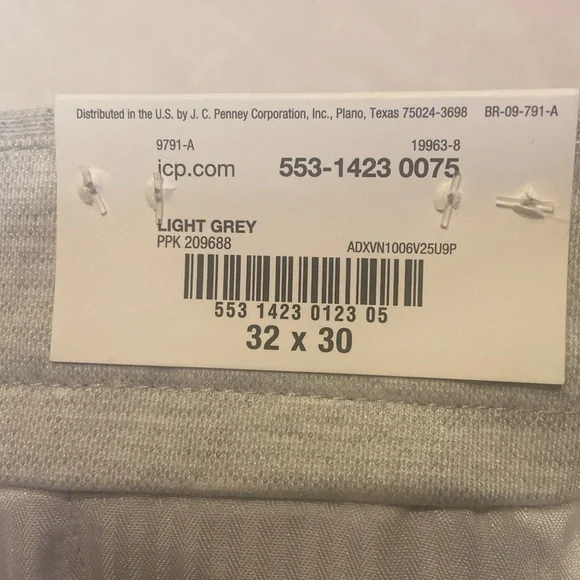 Distributed in the U.S. by J. C. Penney Corporation, Inc., Plano, Texas 75024-3698 BR-09-791-A
9791-A 19963-8
jcp.com 553-1423 0075
LIGHT GREY
PPK 209688 ADXVN1006V25U9P
553 1423 0123 05
32 x 30